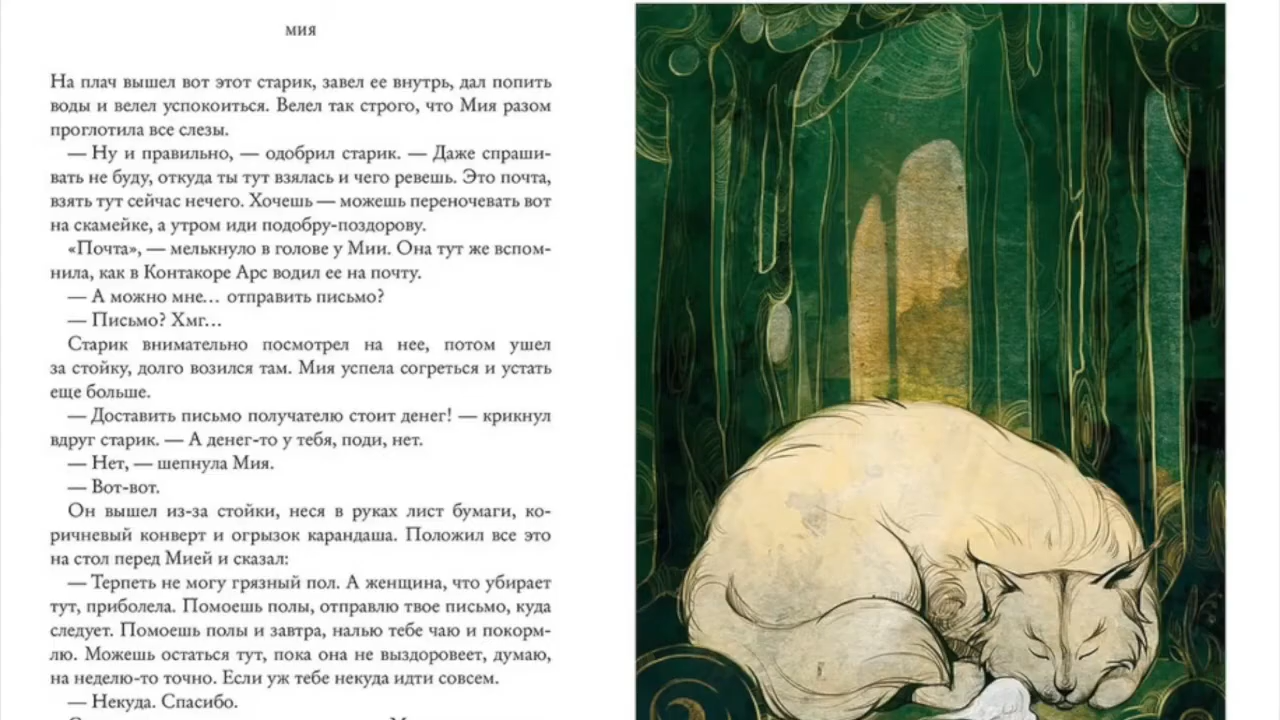 МИЯ
На плач вышел вот этот старик, завел ее внутрь, дал попить
воды и велел успокоиться. Велел так строго, что Мия разом
проглотила все слезы.
— Ну и правильно, — одобрил старик. — Даже спраши-
вать не буду, откуда ты тут взялась и чего ревешь. Это почта,
взять тут сейчас нечего. Хочешь — можешь переночевать вот
на скамейке, а утром иди подобру-поздорову.
«Почта», — мелькнуло в голове у Мии. Она тут же вспом-
нила, как в Контакоре Арс водил ее на почту.
— А можно мне… отправить письмо?
— Письмо? Хмг…
Старик внимательно посмотрел на нее, потом ушел
за стойку, долго возился там. Мия успела согреться и устать
еще больше.
— Доставить письмо получателю стоит денег! — крикнул
вдруг старик. — А денег-то у тебя, поди, нет.
— Нет, — шепнула Мия.
— Вот-вот.
Он вышел из-за стойки, неся в руках лист бумаги, ко-
ричневый конверт и огрызок карандаша. Положил все это
на стол перед Мией и сказал:
— Терпеть не могу грязный пол. А женщина, что убирает
тут, приболела. Помоешь полы, отправлю твое письмо, куда
следует. Помоешь полы и завтра, налью тебе чаю и покорм-
лю. Можешь остаться тут, пока она не выздоровеет, думаю,
на неделю-то точно. Если уж тебе некуда идти совсем.
— Некуда. Спасибо.